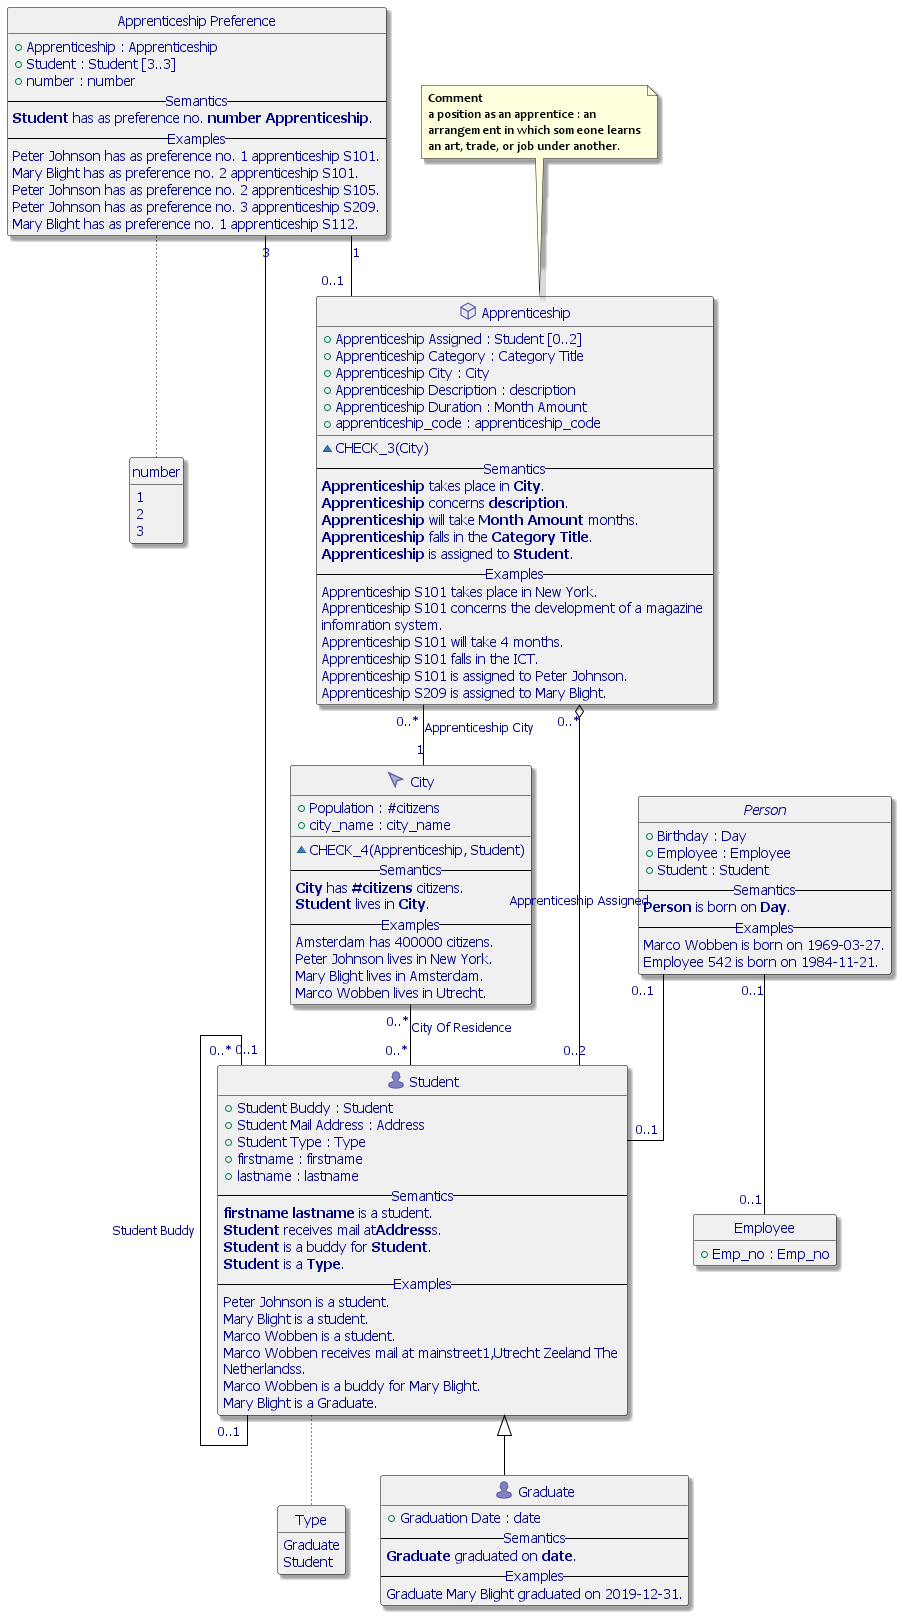 Apprenticeship Preference
Apprenticeship : Apprenticeship
Student : Student [3..3]
number : number
Semantics
Student has as preference no. number Apprenticeship.
Examples
Peter Johnson has as preference no. 1 apprenticeship S101.
Mary Blight has as preference no. 2 apprenticeship S101.
Peter Johnson has as preference no. 2 apprenticeship S105.
Peter Johnson has as preference no. 3 apprenticeship S209.
Mary Blight has as preference no. 1 apprenticeship S112.
Comment
a position as an apprentice : an
arrangement in which someone learns
an art, trade, or job under another.
3
1
0..1
Apprenticeship
Apprenticeship Assigned : Student [0..2]
Apprenticeship Category : Category Title
Apprenticeship City : City
Apprenticeship Description : description
Apprenticeship Duration : Month Amount
apprenticeship_code : apprenticeship_code
CHECK_3(City)
Semantics
Apprenticeship takes place in City.
Apprenticeship concerns description.
Apprenticeship will take Month Amount months.
Apprenticeship falls in the Category Title.
Apprenticeship is assigned to Student.
Examples
Apprenticeship S101 takes place in New York.
Apprenticeship S101 concerns the development of a magazine
infomration system.
Apprenticeship S101 will take 4 months.
Apprenticeship S101 falls in the ICT.
Apprenticeship S101 is assigned to Peter Johnson.
Apprenticeship S209 is assigned to Mary Blight.
number
1
2
3
0..*
Apprenticeship City
1
0..*
City
Population : #citizens
city_name : city_name
CHECK_4(Apprenticeship, Student)
Semantics
City has #citizens citizens.
Student lives in City.
Examples
Amsterdam has 400000 citizens.
Peter Johnson lives in New York.
Mary Blight lives in Amsterdam.
Marco Wobben lives in Utrecht.
Apprenticeship Assigned
Person
Birthday : Day
Employee : Employee
Student : Student
Semantics
Person is born on Day.
Examples
Marco Wobben is born on 1969-03-27.
Employee 542 is born on 1984-11-21.
0..1
0..1
0..*
City Of Residence
0..*
0..*
0..1
0..2
Student
Student Buddy : Student
Student Mail Address : Address
Student Type : Type
firstname : firstname
lastname : lastname
Semantics
firstname lastname is a student.
Student receives mail atAddresss.
Student is a buddy for Student.
Student is a Type.
Examples
Peter Johnson is a student.
Mary Blight is a student.
Marco Wobben is a student.
Marco Wobben receives mail at mainstreet1,Utrecht Zeeland The
Netherlandss.
Marco Wobben is a buddy for Mary Blight.
Mary Blight is a Graduate.
0..1
0..1
Employee
Emp_no : Emp_no
Student Buddy
0..1
Type
Graduate
Student
Graduate
Graduation Date : date
Semantics
Graduate graduated on date.
Examples
Graduate Mary Blight graduated on 2019-12-31.